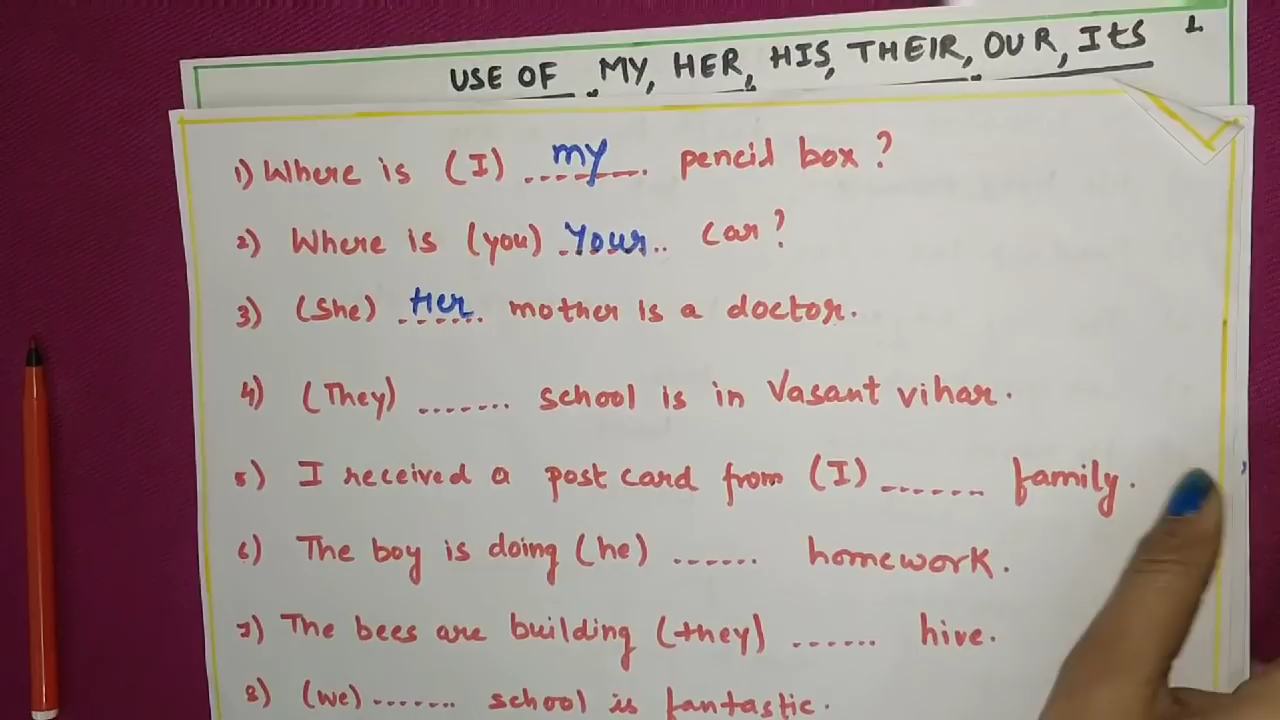 USE OF MY, HER, HIS, THEIR, OUR, Its 1
1) Where is (I) my pencil box?
2) Where is (you) Your car?
3) (She) Her mother is a doctor.
4) (They) ....... school is in Vasant vihar.
5) I received a post card from (I) ....... family.
6) The boy is doing (he) ...... homework.
7) The bees are building (they) ...... hive.
8) (we) ....... school is fantastic.